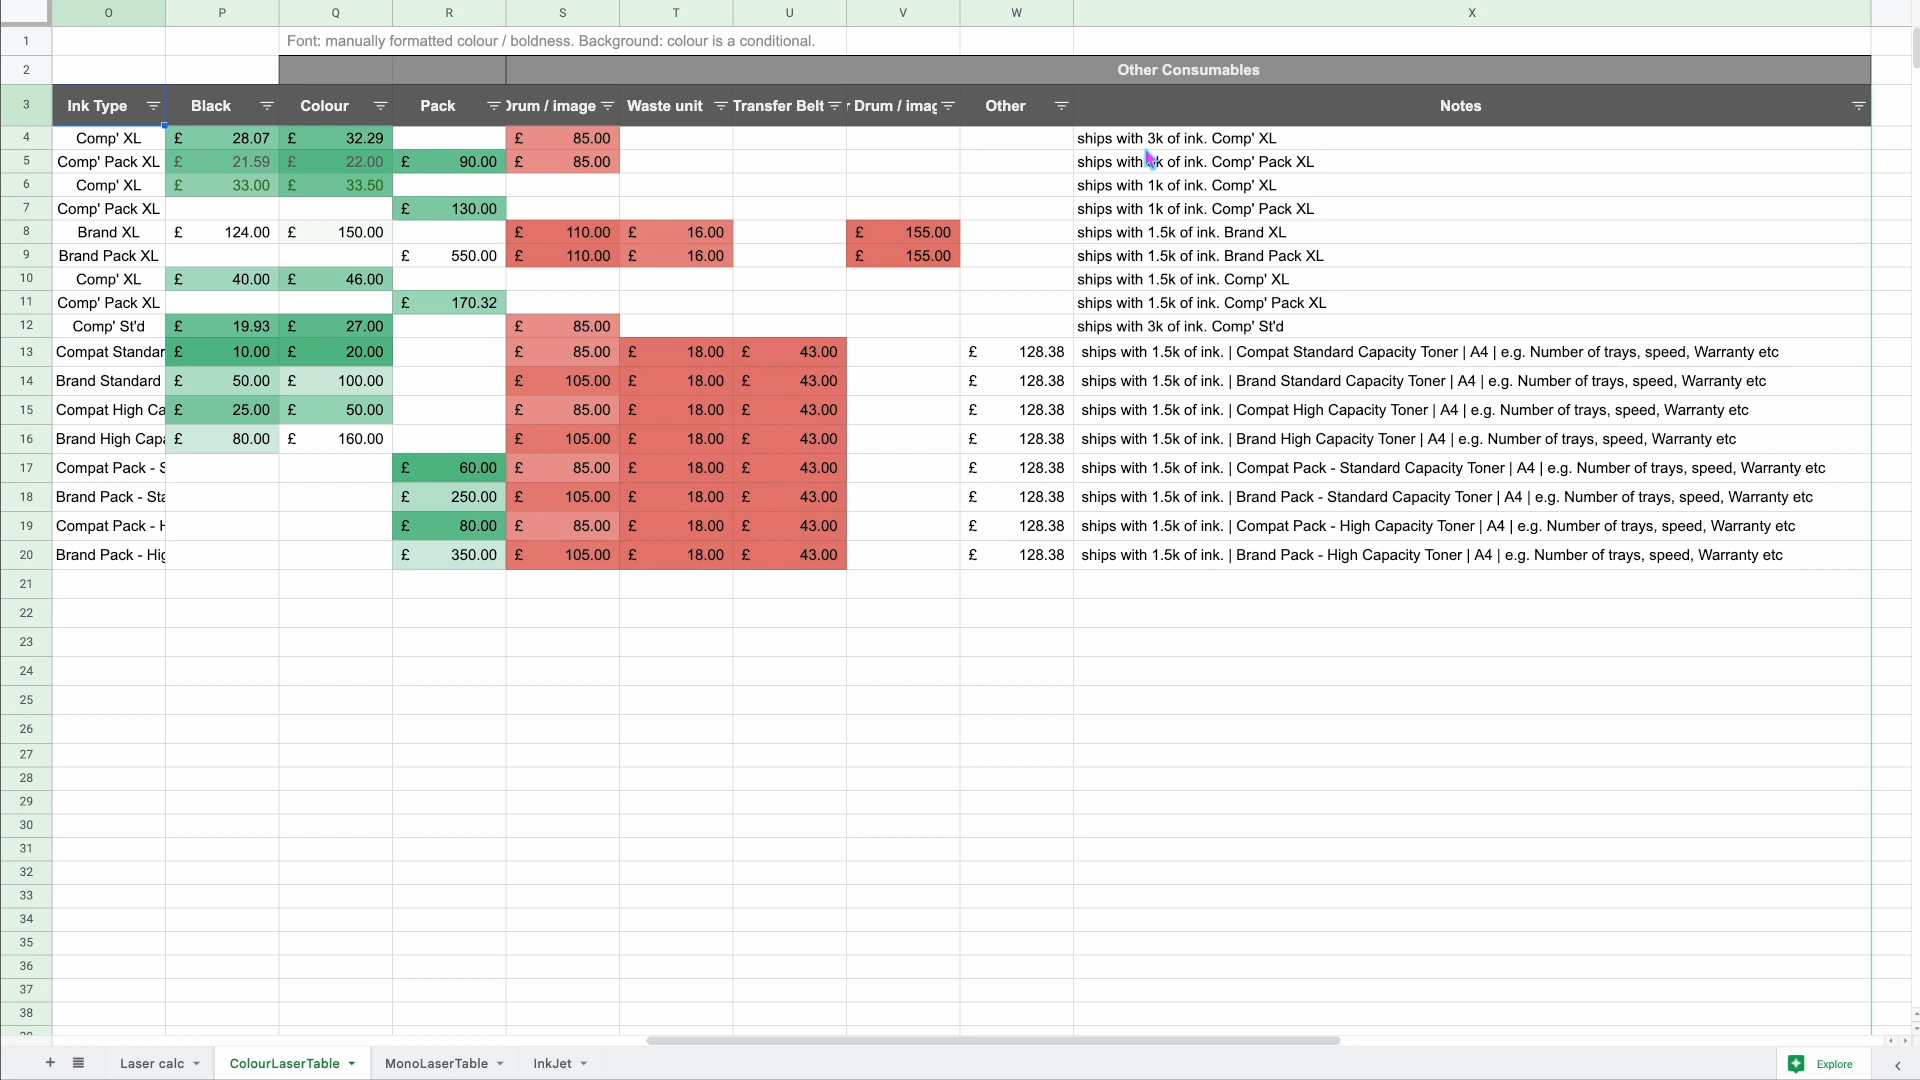 O P Q R S T U V W X
1 Font: manually formatted colour / boldness. Background: colour is a conditional.
2 Other Consumables
3 Ink Type Black Colour Pack Drum / image Waste unit Transfer Belt r Drum / imag Other Notes
4 Comp' XL £ 28.07 £ 32.29 £ 85.00 ships with 3k of ink. Comp' XL
5 Comp' Pack XL £ 21.59 £ 22.00 £ 90.00 £ 85.00 ships with k of ink. Comp' Pack XL
6 Comp' XL £ 33.00 £ 33.50 ships with 1k of ink. Comp' XL
7 Comp' Pack XL £ 130.00 ships with 1k of ink. Comp' Pack XL
8 Brand XL £ 124.00 £ 150.00 £ 110.00 £ 16.00 £ 155.00 ships with 1.5k of ink. Brand XL
9 Brand Pack XL £ 550.00 £ 110.00 £ 16.00 £ 155.00 ships with 1.5k of ink. Brand Pack XL
10 Comp' XL £ 40.00 £ 46.00 ships with 1.5k of ink. Comp' XL
11 Comp' Pack XL £ 170.32 ships with 1.5k of ink. Comp' Pack XL
12 Comp' St'd £ 19.93 £ 27.00 £ 85.00 ships with 3k of ink. Comp' St'd
13 Compat Standar £ 10.00 £ 20.00 £ 85.00 £ 18.00 £ 43.00 £ 128.38 ships with 1.5k of ink. | Compat Standard Capacity Toner | A4 | e.g. Number of trays, speed, Warranty etc
14 Brand Standard £ 50.00 £ 100.00 £ 105.00 £ 18.00 £ 43.00 £ 128.38 ships with 1.5k of ink. | Brand Standard Capacity Toner | A4 | e.g. Number of trays, speed, Warranty etc
15 Compat High Ca £ 25.00 £ 50.00 £ 85.00 £ 18.00 £ 43.00 £ 128.38 ships with 1.5k of ink. | Compat High Capacity Toner | A4 | e.g. Number of trays, speed, Warranty etc
16 Brand High Capa £ 80.00 £ 160.00 £ 105.00 £ 18.00 £ 43.00 £ 128.38 ships with 1.5k of ink. | Brand High Capacity Toner | A4 | e.g. Number of trays, speed, Warranty etc
17 Compat Pack - S £ 60.00 £ 85.00 £ 18.00 £ 43.00 £ 128.38 ships with 1.5k of ink. | Compat Pack - Standard Capacity Toner | A4 | e.g. Number of trays, speed, Warranty etc
18 Brand Pack - Sta £ 250.00 £ 105.00 £ 18.00 £ 43.00 £ 128.38 ships with 1.5k of ink. | Brand Pack - Standard Capacity Toner | A4 | e.g. Number of trays, speed, Warranty etc
19 Compat Pack - H £ 80.00 £ 85.00 £ 18.00 £ 43.00 £ 128.38 ships with 1.5k of ink. | Compat Pack - High Capacity Toner | A4 | e.g. Number of trays, speed, Warranty etc
20 Brand Pack - Hig £ 350.00 £ 105.00 £ 18.00 £ 43.00 £ 128.38 ships with 1.5k of ink. | Brand Pack - High Capacity Toner | A4 | e.g. Number of trays, speed, Warranty etc
21
22
23
24
25
26
27
28
29
30
31
32
33
34
35
36
37
38
Laser calc ColourLaserTable MonoLaserTable InkJet Explore